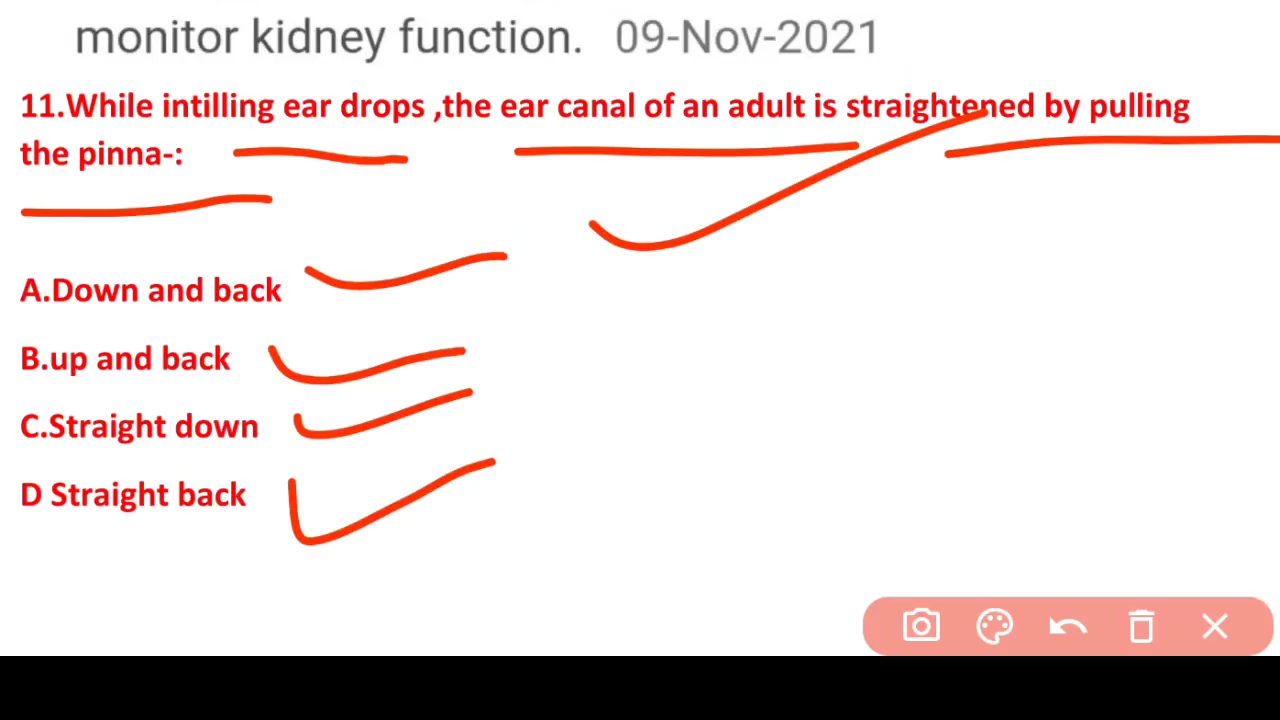 monitor kidney function. 09-Nov-2021
11.While intilling ear drops ,the ear canal of an adult is straightened by pulling
the pinna-:
A.Down and back
B.up and back
C.Straight down
D Straight back